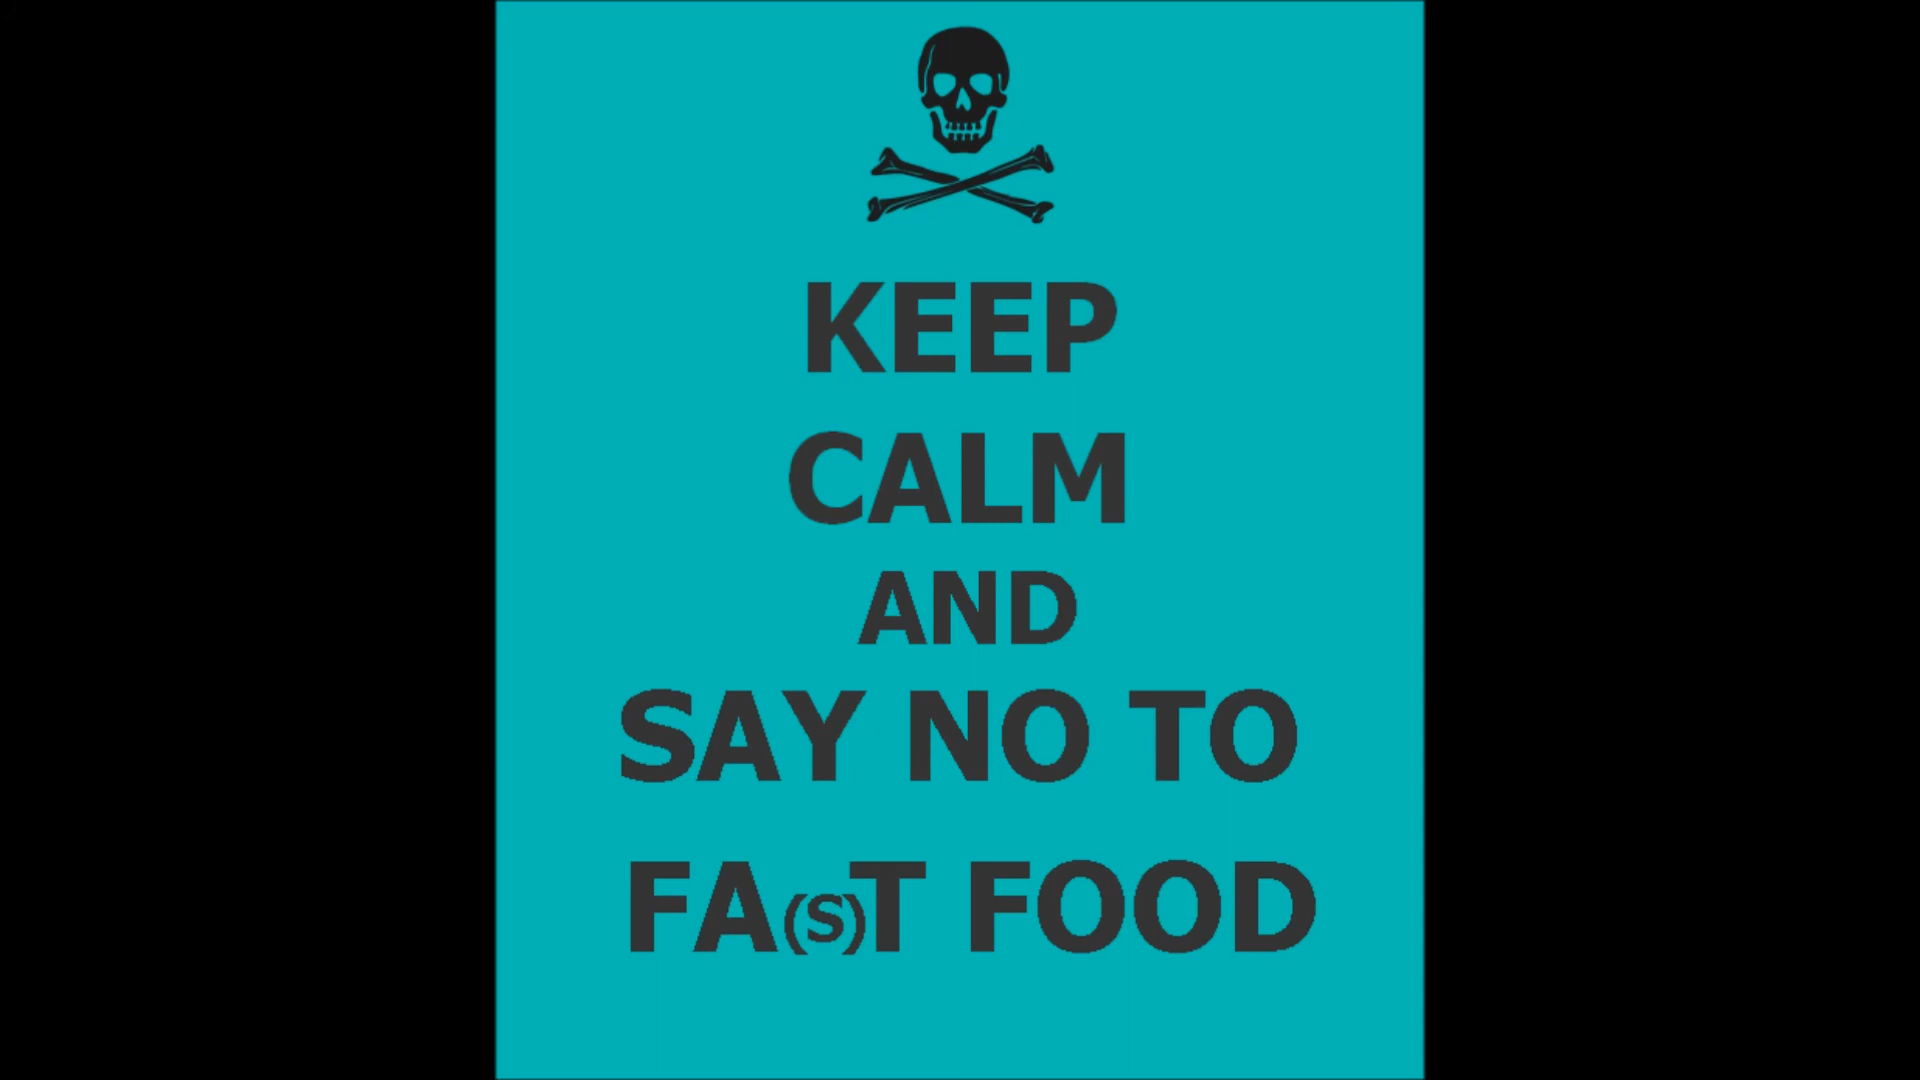 KEEP
CALM
AND
SAY NO TO
FA(S)T FOOD